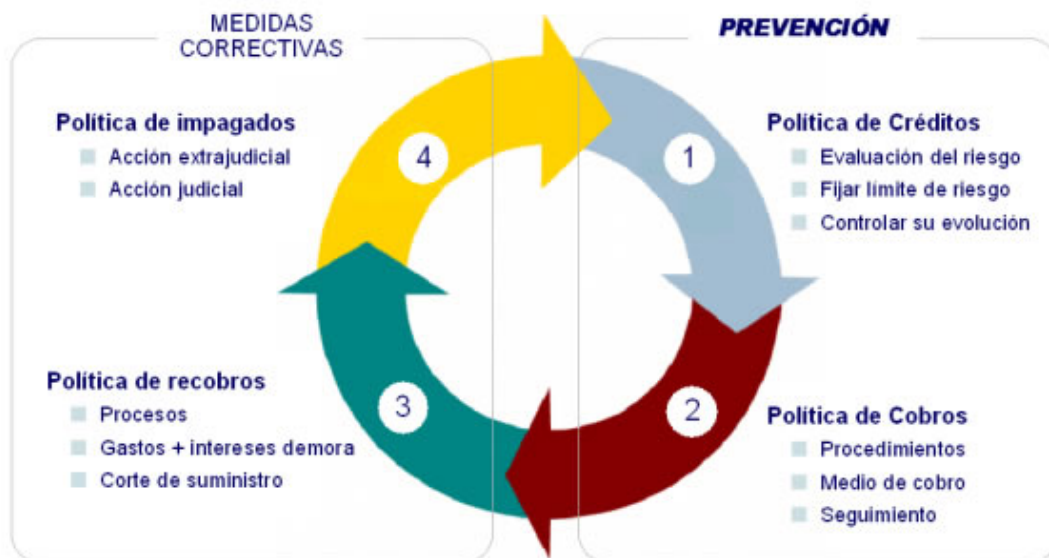 MEDIDAS
CORRECTIVAS
PREVENCIÓN
Política de impagados
Acción extrajudicial
Acción judicial
4
1
Política de Créditos
Evaluación del riesgo
Fijar límite de riesgo
Controlar su evolución
Política de recobros
Procesos
Gastos + intereses demora
Corte de suministro
3
2
Política de Cobros
Procedimientos
Medio de cobro
Seguimiento